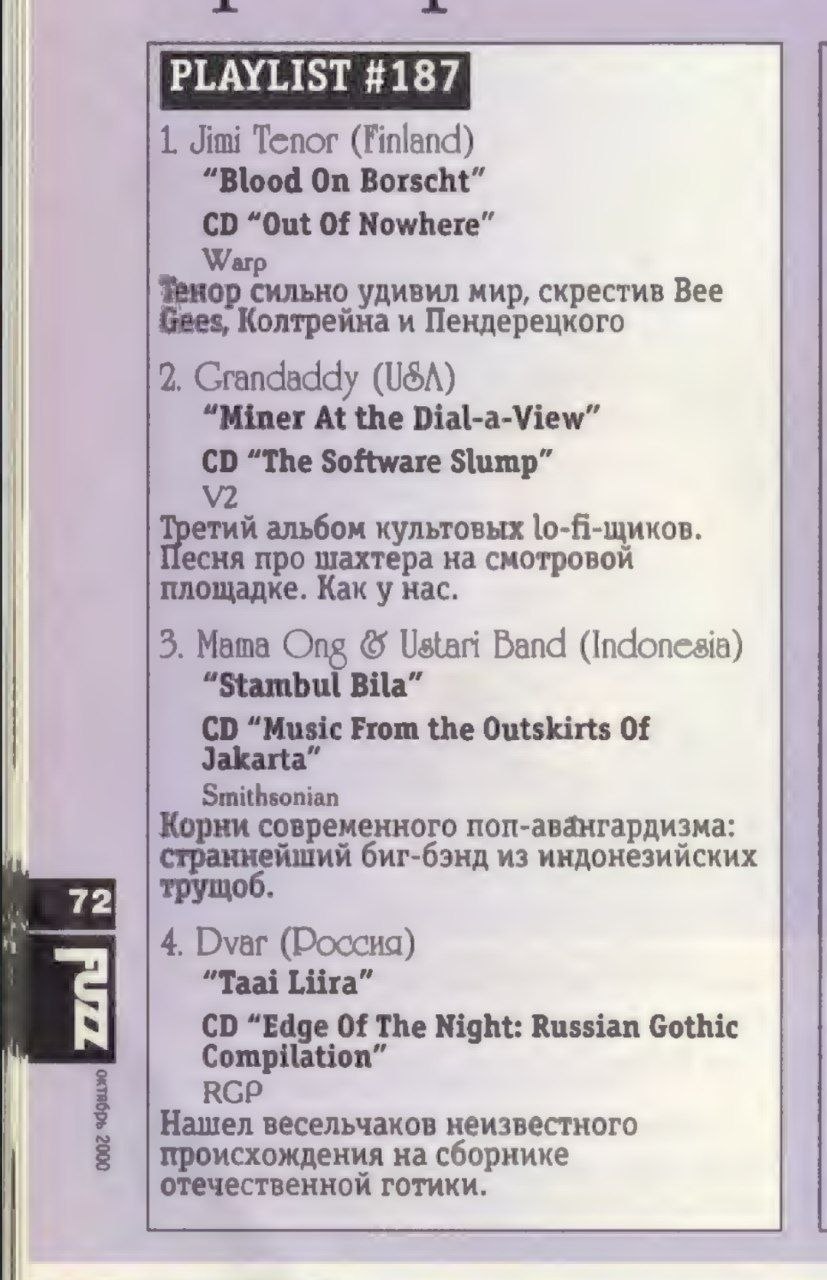 PLAYLIST #187
1. Jimi Tenor (Finland)
"Blood On Borscht"
CD "Out Of Nowhere"
Warp
Тенор сильно удивил мир, скрестив Bee
Gees, Колтрейна и Пендерецкого
2. Grandaddy (USA)
"Miner At the Dial-a-View"
CD "The Software Slump"
V2
Третий альбом культовых lo-fi-щиков.
Песня про шахтера на смотровой
площадке. Как у нас.
3. Mama Ong & Ustari Band (Indonesia)
"Stambul Bila"
CD "Music From the Outskirts Of
Jakarta"
Smithsonian
Корни современного поп-авангардизма:
страннейший биг-бэнд из индонезийских
трущоб.
4. Dvar (Россия)
"Taai Liira"
CD "Edge Of The Night: Russian Gothic
Compilation"
RGP
Нашел весельчаков неизвестного
происхождения на сборнике
отечественной готики.
72
FUZZ
октябрь 2000